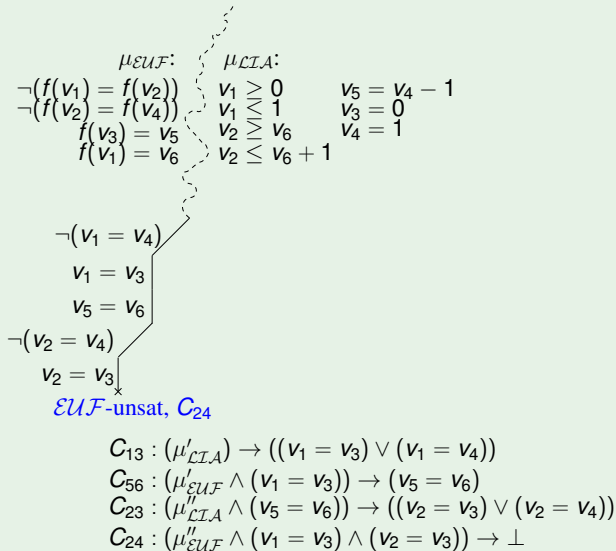 μ_EUF: μ_LIA:
¬(f(v₁) = f(v₂)) v₁ ≥ 0 v₅ = v₄ − 1
¬(f(v₂) = f(v₄)) v₁ ≤ 1 v₃ = 0
f(v₃) = v₅ v₂ ≥ v₆ v₄ = 1
f(v₁) = v₆ v₂ ≤ v₆ + 1
¬(v₁ = v₄)
v₁ = v₃
v₅ = v₆
¬(v₂ = v₄)
v₂ = v₃
EUF-unsat, C₂₄
C₁₃ : (μ′_LIA) → ((v₁ = v₃) ∨ (v₁ = v₄))
C₅₆ : (μ′_EUF ∧ (v₁ = v₃)) → (v₅ = v₆)
C₂₃ : (μ″_LIA ∧ (v₅ = v₆)) → ((v₂ = v₃) ∨ (v₂ = v₄))
C₂₄ : (μ″_EUF ∧ (v₁ = v₃) ∧ (v₂ = v₃)) → ⊥